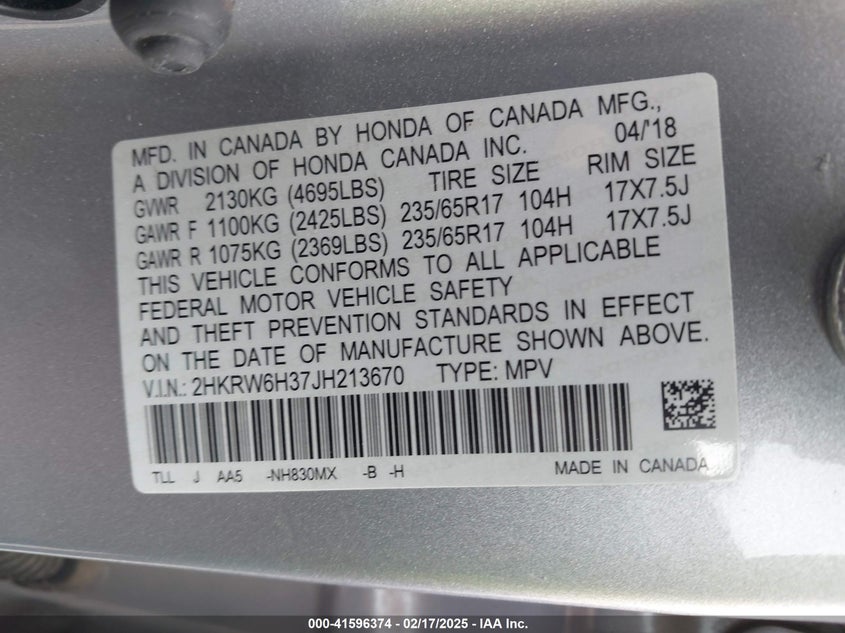 MFD. IN CANADA BY HONDA OF CANADA MFG.,
A DIVISION OF HONDA CANADA INC. 04/'18
GVWR 2130KG (4695LBS) TIRE SIZE RIM SIZE
GAWR F 1100KG (2425LBS) 235/65R17 104H 17X7.5J
GAWR R 1075KG (2369LBS) 235/65R17 104H 17X7.5J
THIS VEHICLE CONFORMS TO ALL APPLICABLE
FEDERAL MOTOR VEHICLE SAFETY
AND THEFT PREVENTION STANDARDS IN EFFECT
ON THE DATE OF MANUFACTURE SHOWN ABOVE.
V.I.N.: 2HKRW6H37JH213670 TYPE: MPV
TLL J AA5 -NH830MX -B -H MADE IN CANADA
000-41596374 - 02/17/2025 - IAA Inc.